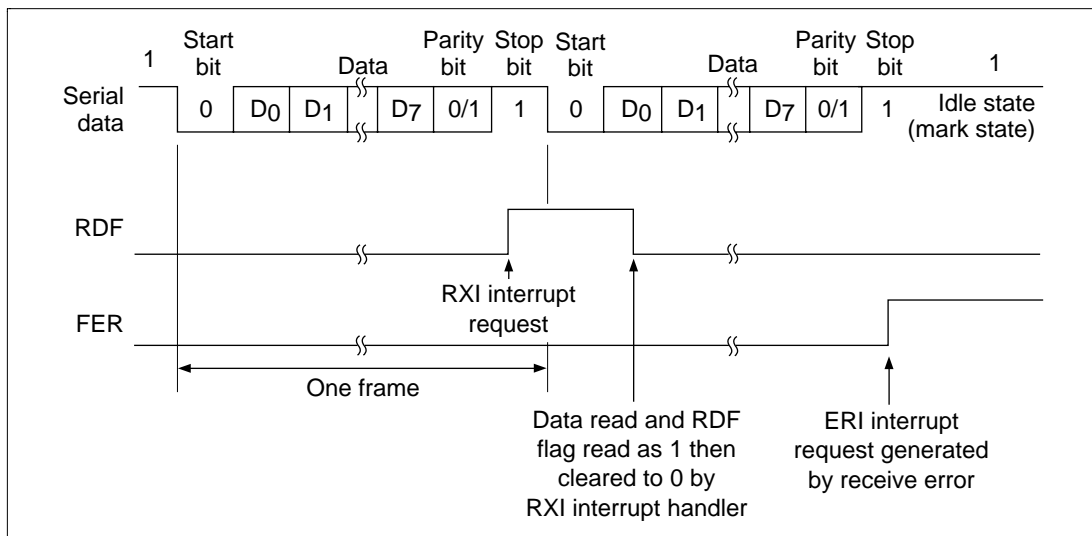 1
Start bit
Data
Parity bit
Stop bit
Start bit
Data
Parity bit
Stop bit
1
Serial data
0
D0
D1
D7
0/1
1
0
D0
D1
D7
0/1
1
Idle state
(mark state)
RDF
RXI interrupt
request
FER
One frame
Data read and RDF
flag read as 1 then
cleared to 0 by
RXI interrupt handler
ERI interrupt
request generated
by receive error